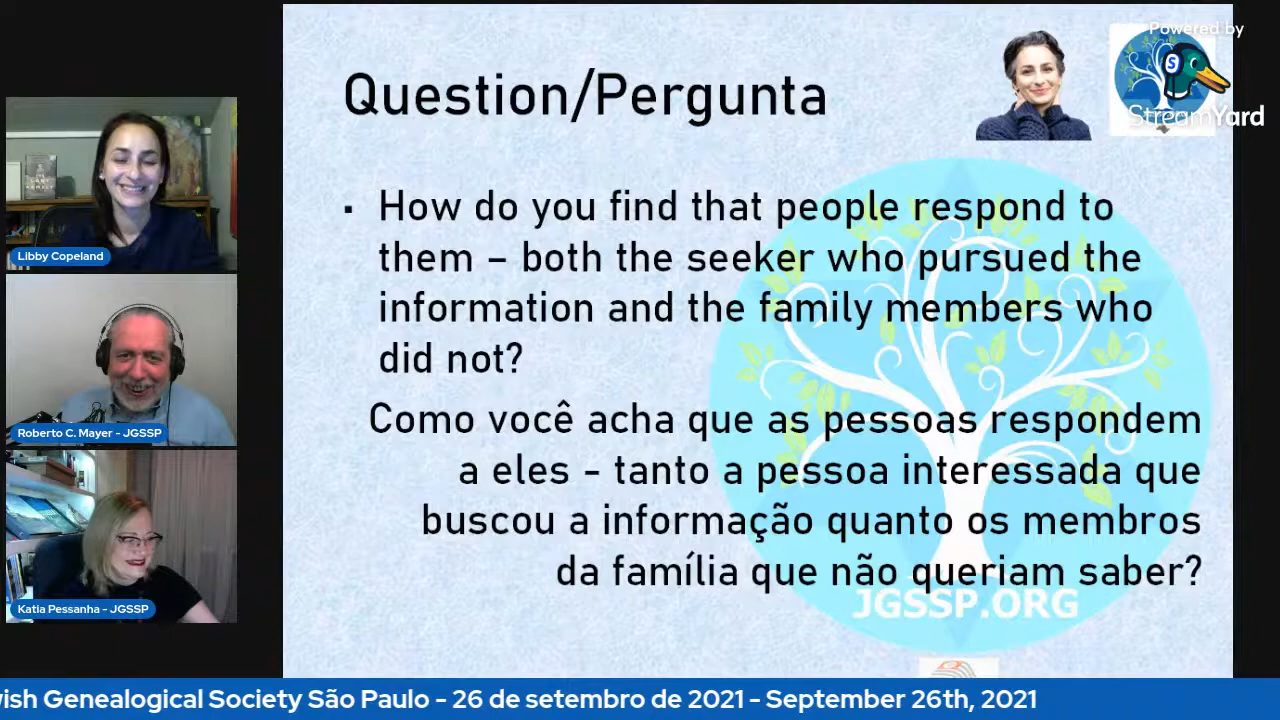 Powered by
StreamYard
Question/Pergunta
▪ How do you find that people respond to
them – both the seeker who pursued the
information and the family members who
did not?
Como você acha que as pessoas respondem
a eles - tanto a pessoa interessada que
buscou a informação quanto os membros
da família que não queriam saber?
JGSSP.ORG
Libby Copeland
Roberto C. Mayer - JGSSP
Katia Pessanha - JGSSP
ish Genealogical Society São Paulo - 26 de setembro de 2021 - September 26th, 2021